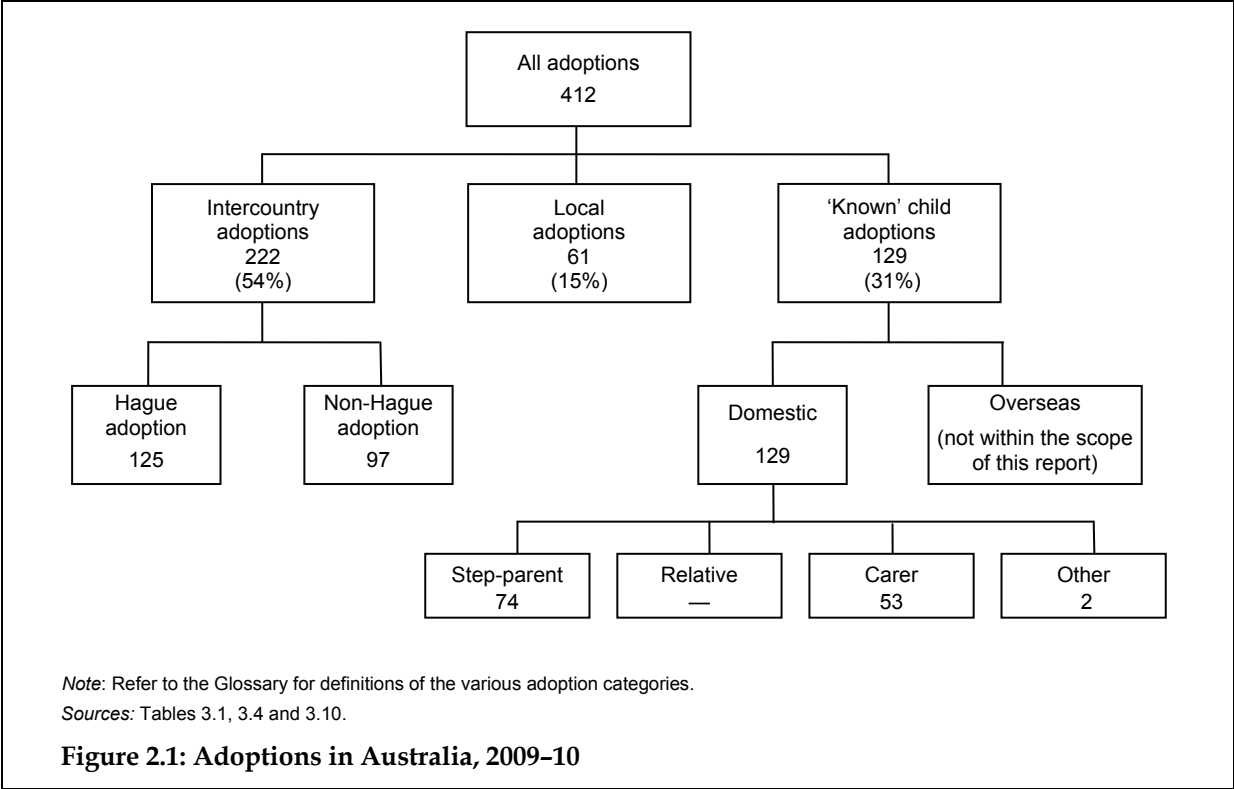 All adoptions
412
Intercountry
adoptions
222
(54%)
Local
adoptions
61
(15%)
‘Known’ child
adoptions
129
(31%)
Hague
adoption
125
Non-Hague
adoption
97
Domestic
129
Overseas
(not within the scope
of this report)
Step-parent
74
Relative
—
Carer
53
Other
2
Note: Refer to the Glossary for definitions of the various adoption categories.
Sources: Tables 3.1, 3.4 and 3.10.
Figure 2.1: Adoptions in Australia, 2009–10